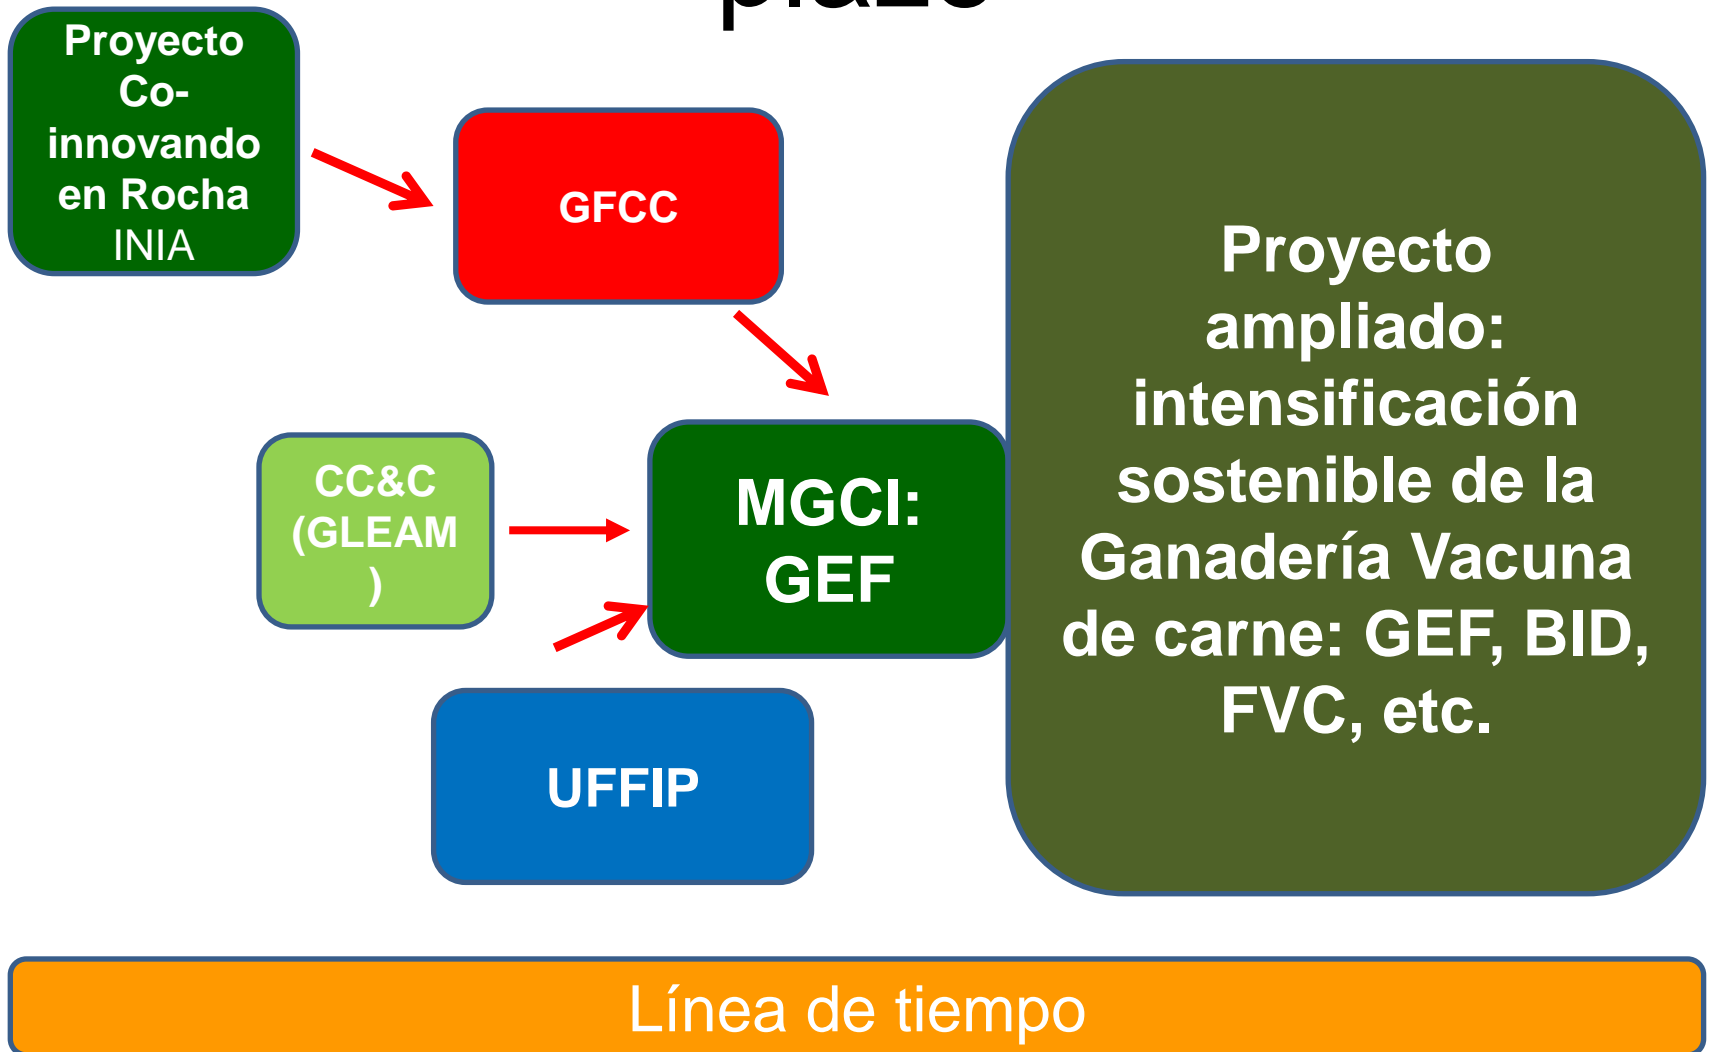 plazo
Proyecto
Co-
innovando
en Rocha
INIA
GFCC
CC&C
(GLEAM
)
MGCI:
GEF
UFFIP
Proyecto
ampliado:
intensificación
sostenible de la
Ganadería Vacuna
de carne: GEF, BID,
FVC, etc.
Línea de tiempo